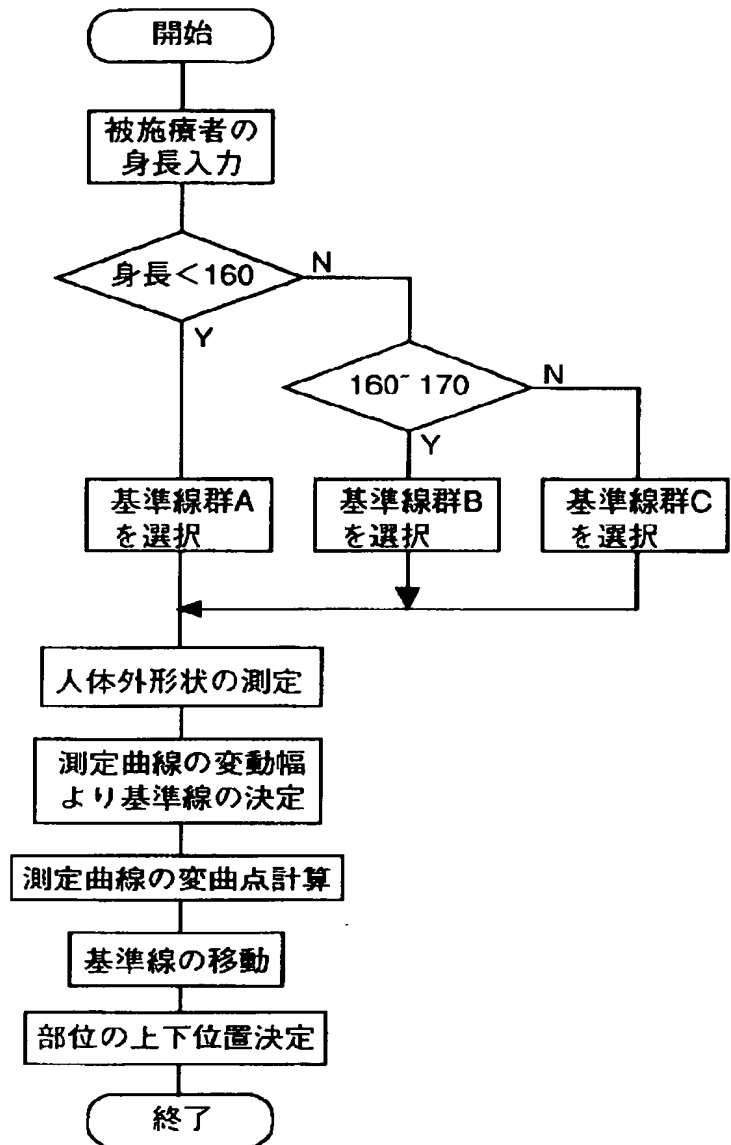 開始
被施療者の
身長入力
身長<160
N
Y
160~170
N
Y
基準線群A
を選択
基準線群B
を選択
基準線群C
を選択
人体外形状の測定
測定曲線の変動幅
より基準線の決定
測定曲線の変曲点計算
基準線の移動
部位の上下位置決定
終了